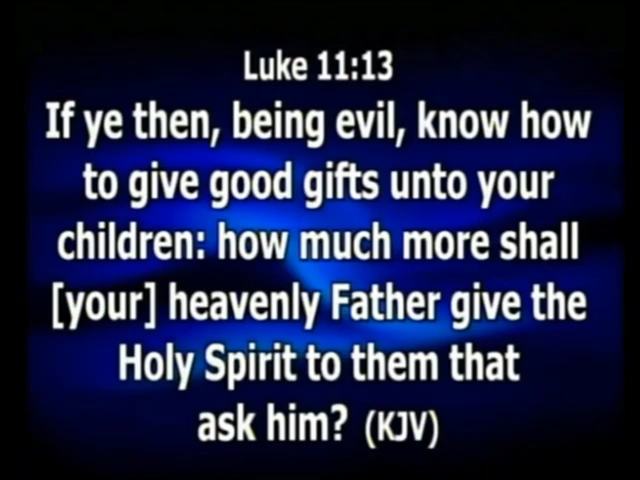 Luke 11:13
If ye then, being evil, know how
to give good gifts unto your
children: how much more shall
[your] heavenly Father give the
Holy Spirit to them that
ask him? (KJV)